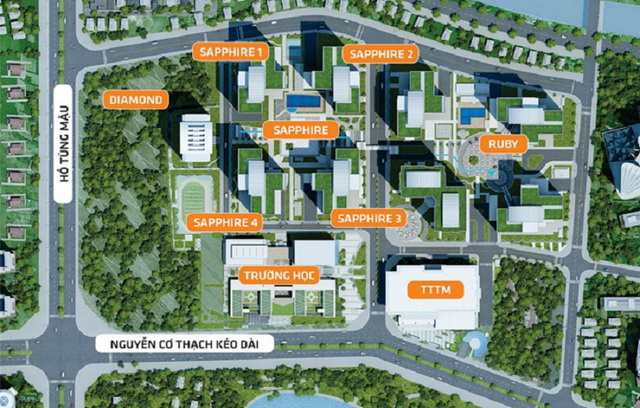 SAPPHIRE 1
SAPPHIRE 2
DIAMOND
SAPPHIRE
RUBY
HỒ TÙNG MẬU
SAPPHIRE 4
SAPPHIRE 3
TRƯỜNG HỌC
TTTM
NGUYỄN CƠ THẠCH KÉO DÀI